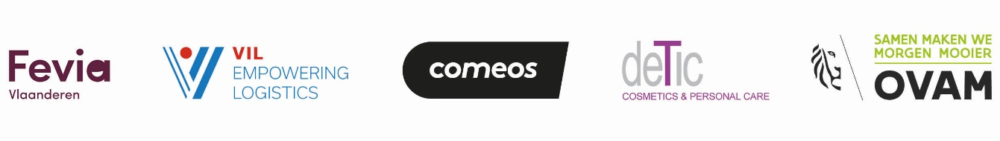 Fevia
Vlaanderen
VIL
EMPOWERING
LOGISTICS
comeos
deTic
COSMETICS & PERSONAL CARE
SAMEN MAKEN WE
MORGEN MOOIER
OVAM